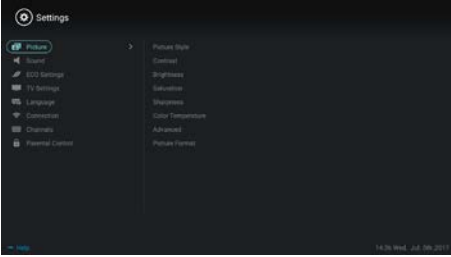 Settings
Picture
Sound
ECO Settings
TV Settings
Language
Connection
Channels
Parental Control
Picture Style
Contrast
Brightness
Saturation
Sharpness
Color Temperature
Advanced
Picture Format
Help
14:36 Wed, Jul. 5th 2017